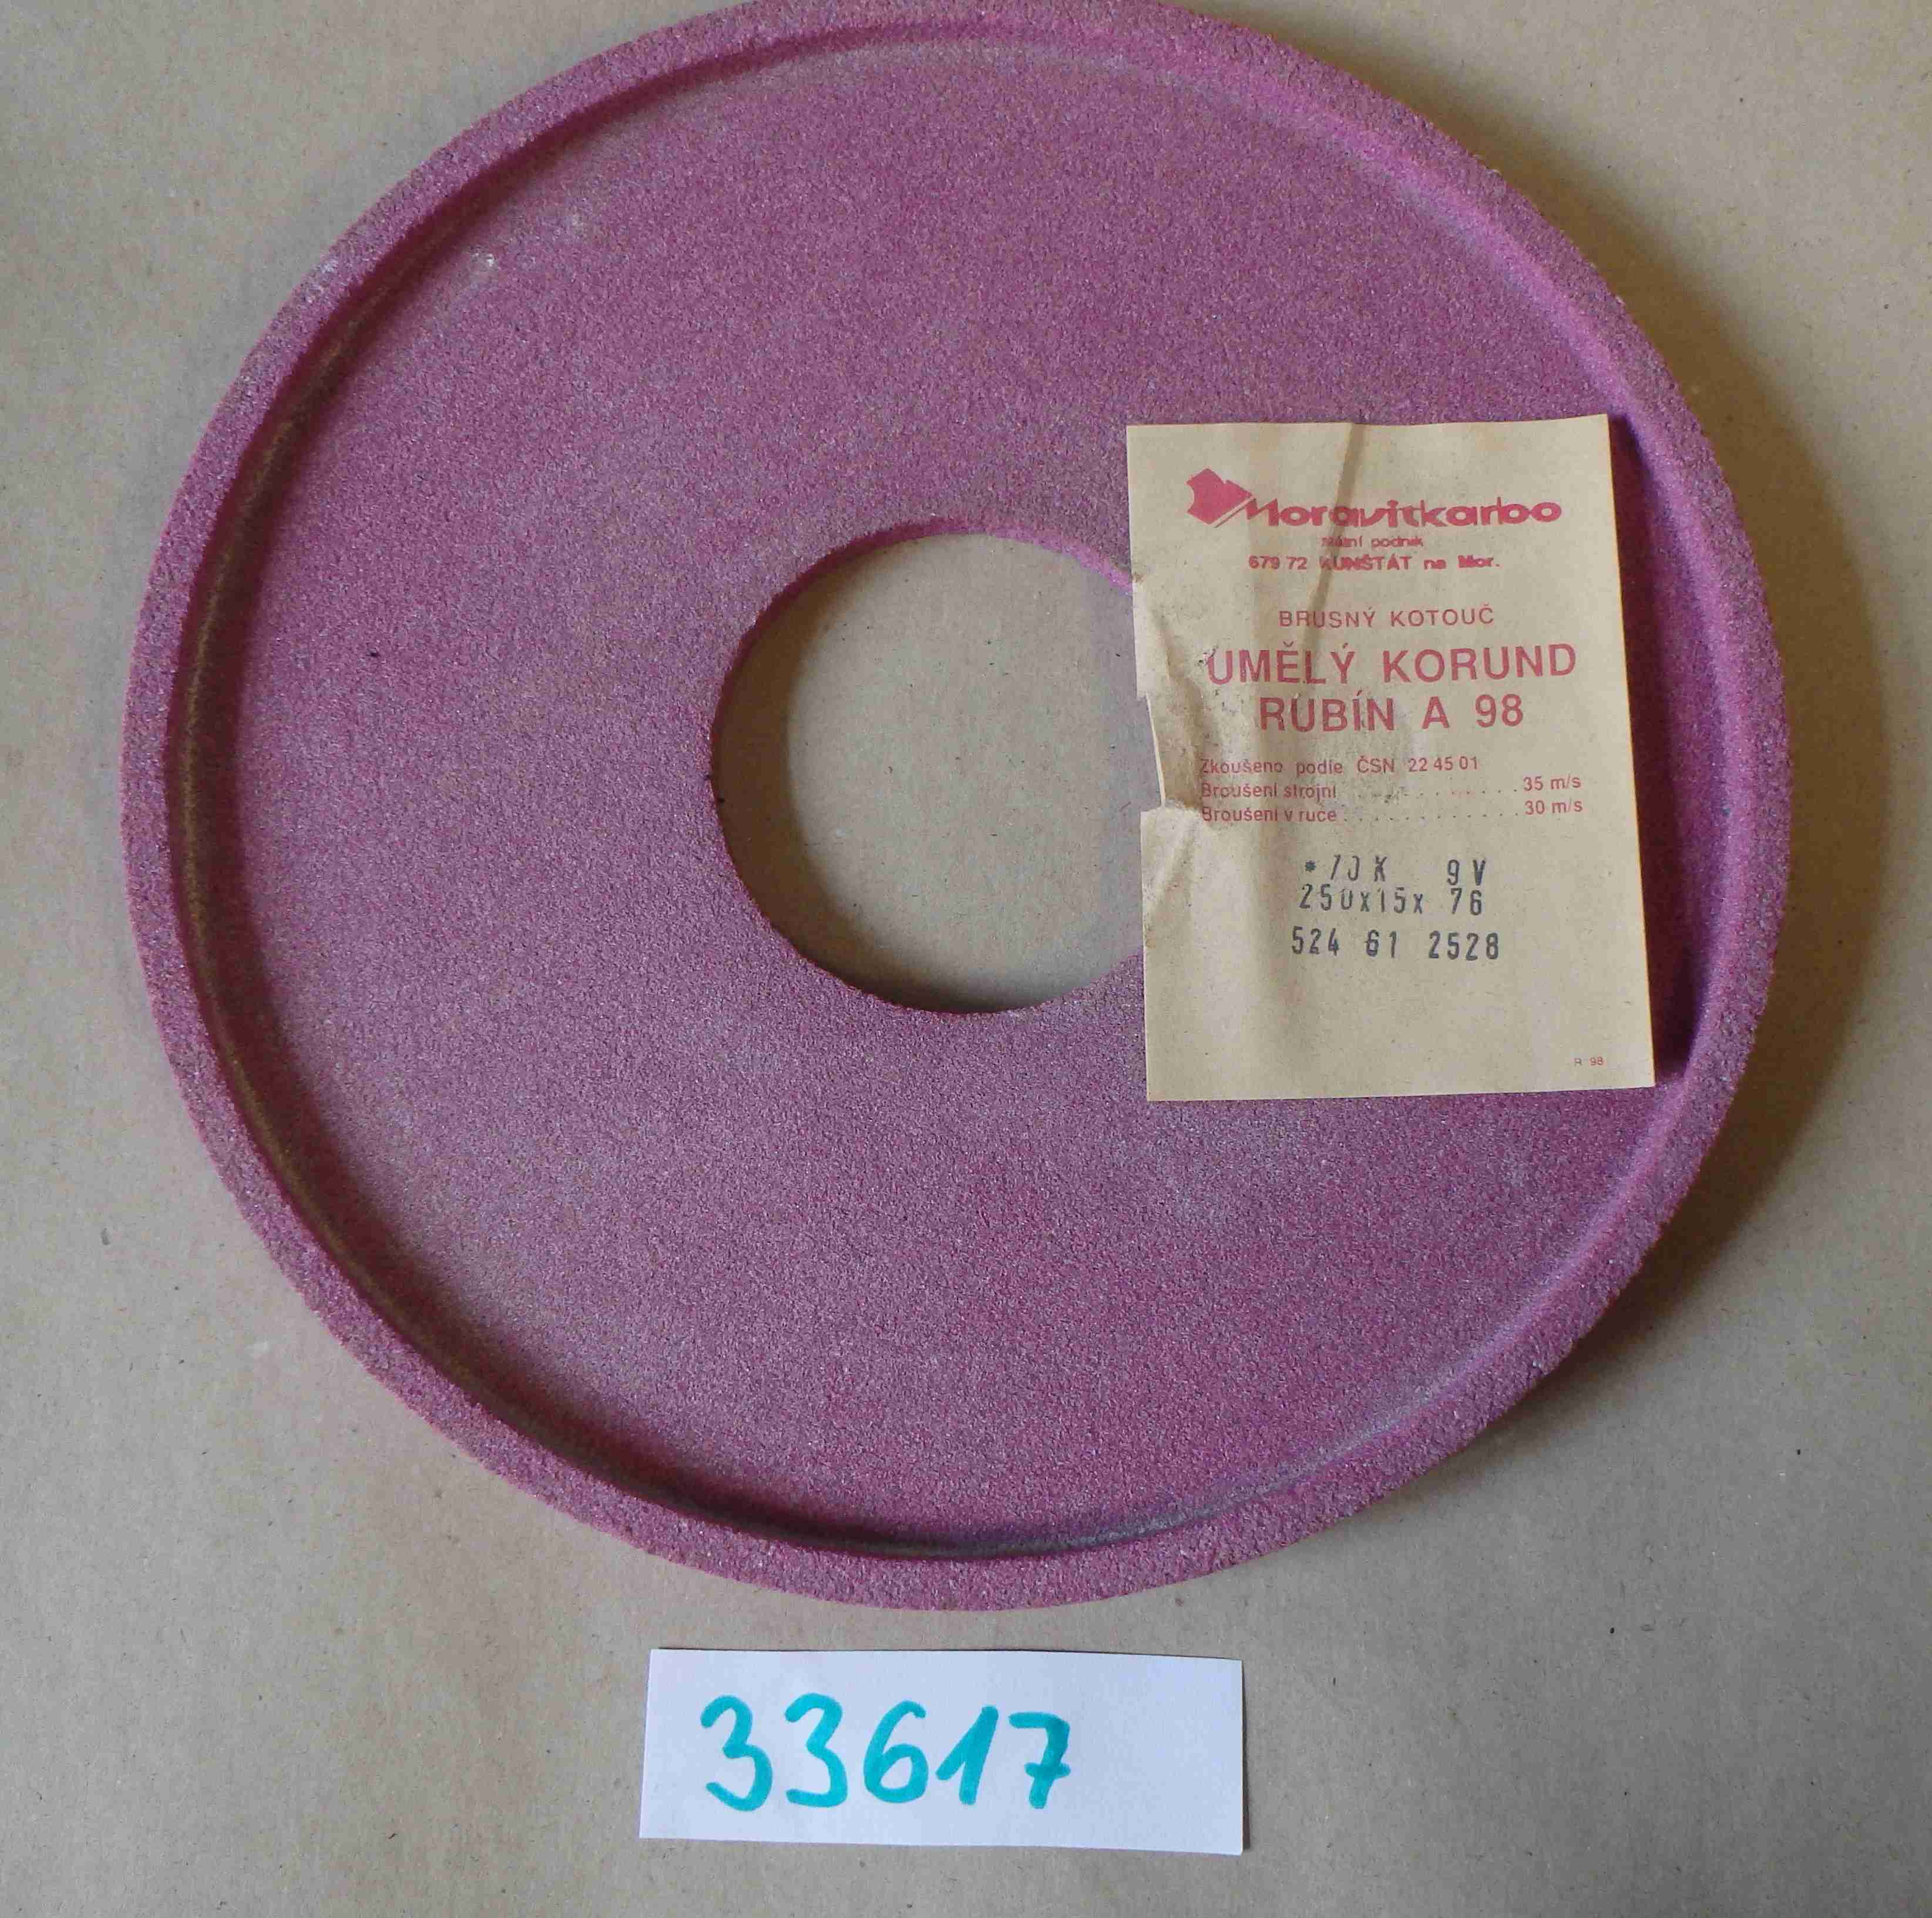 Moravitkarbo
státní podnik
679 72 KUNŠTÁT na Mor.
BRUSNÝ KOTOUČ
UMĚLÝ KORUND
RUBÍN A 98
Zkoušeno podle ČSN 22 45 01
Broušení strojní . . . . . . . . . . . . 35 m/s
Broušení v ruce . . . . . . . . . . . . . 30 m/s
K 9V
250x15x 76
524 61 2528
R 98
33617